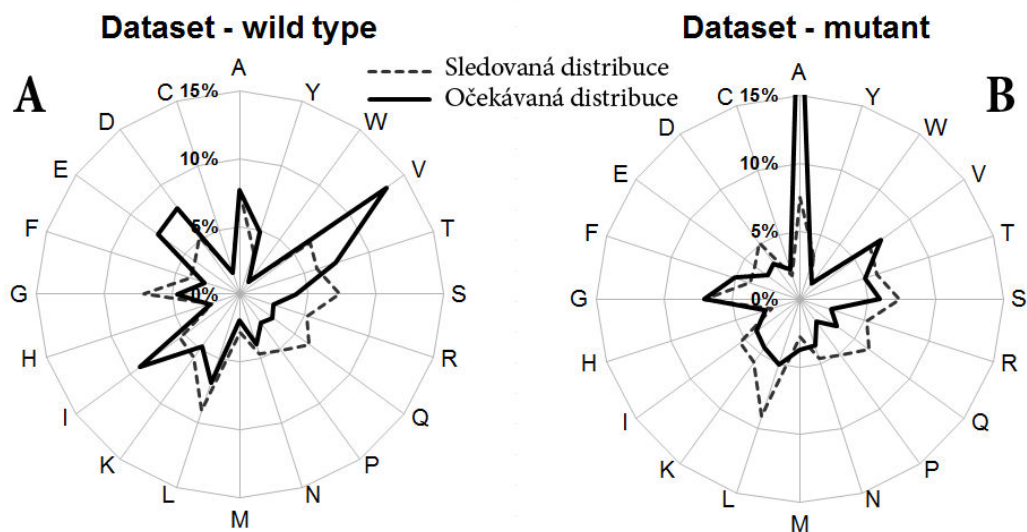 Dataset - wild type
Dataset - mutant
Sledovaná distribuce
Očekávaná distribuce
A
A
Y
W
V
T
S
R
Q
P
N
M
L
K
I
H
G
F
E
D
C
15%
10%
5%
0%
B
A
Y
W
V
T
S
R
Q
P
N
M
L
K
I
H
G
F
E
D
C
15%
10%
5%
0%